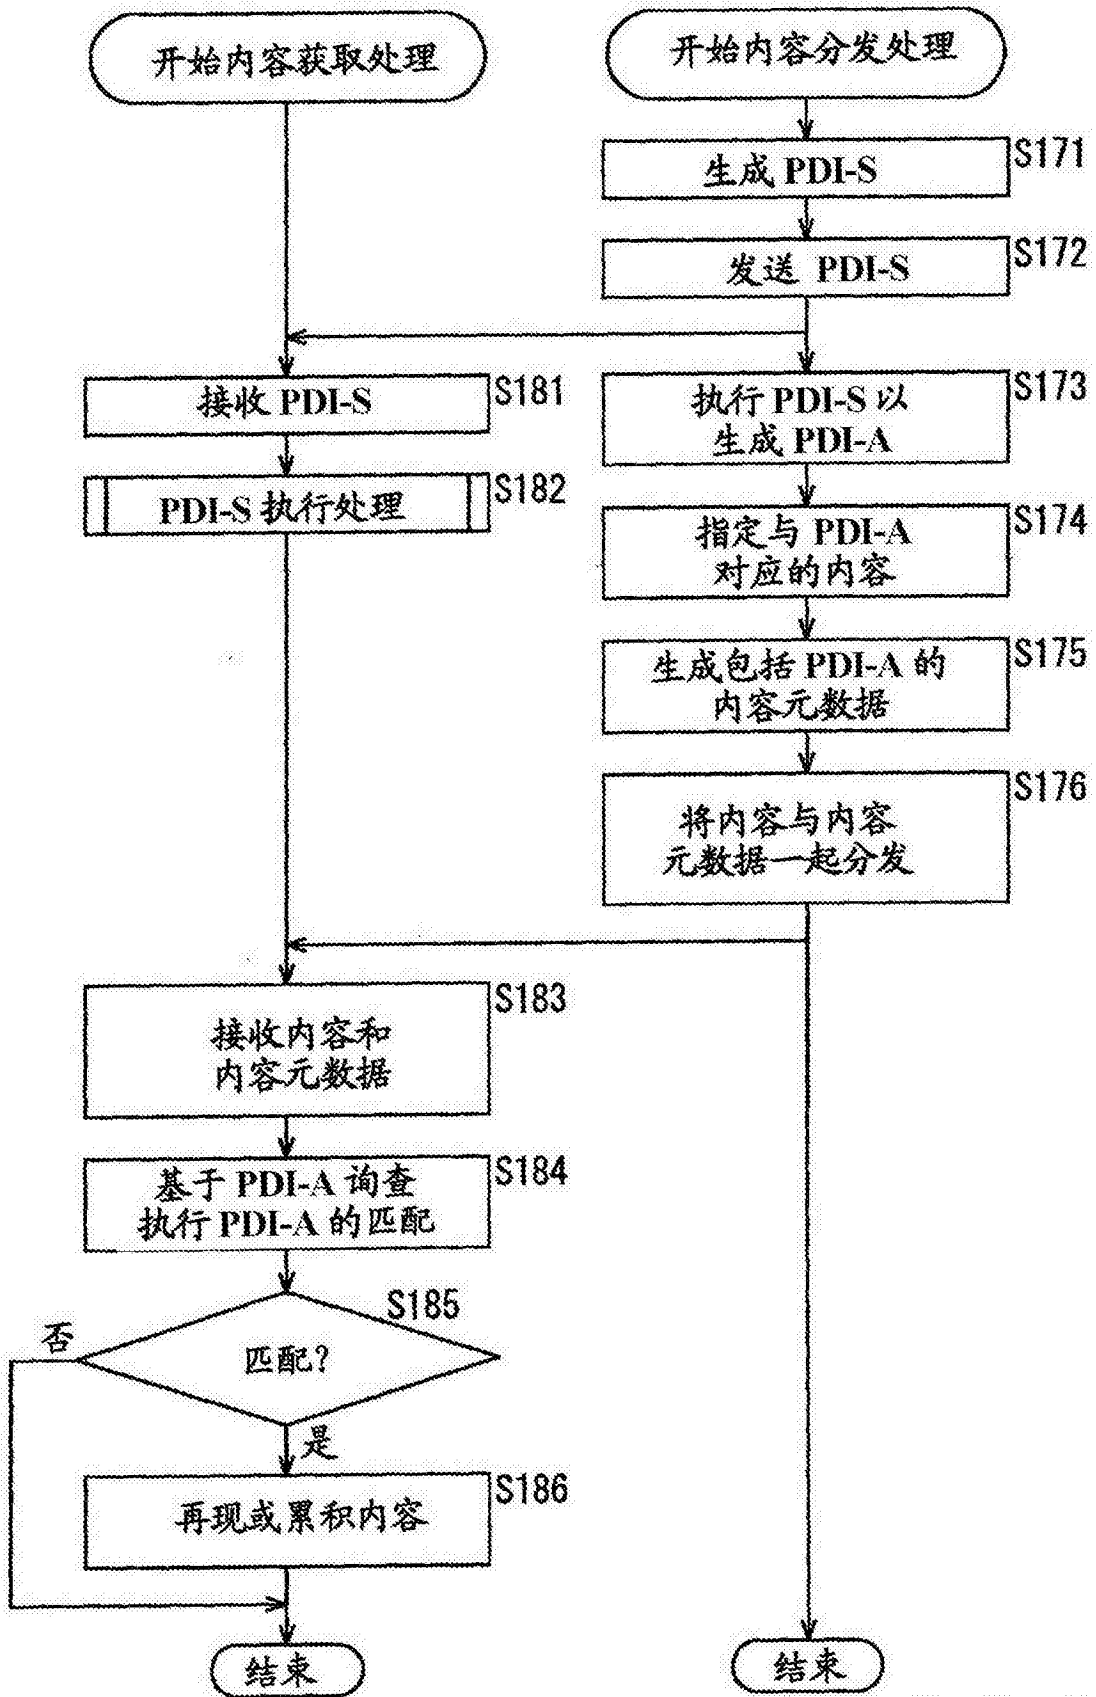 开始内容获取处理
开始内容分发处理
生成 PDI-S
S171
发送 PDI-S
S172
接收 PDI-S
S181
执行 PDI-S 以
生成 PDI-A
S173
PDI-S 执行处理
S182
指定与 PDI-A
对应的内容
S174
生成包括 PDI-A 的
内容元数据
S175
将内容与内容
元数据一起分发
S176
接收内容和
内容元数据
S183
基于 PDI-A 询查
执行 PDI-A 的匹配
S184
S185
否
匹配?
是
再现或累积内容
S186
结束
结束